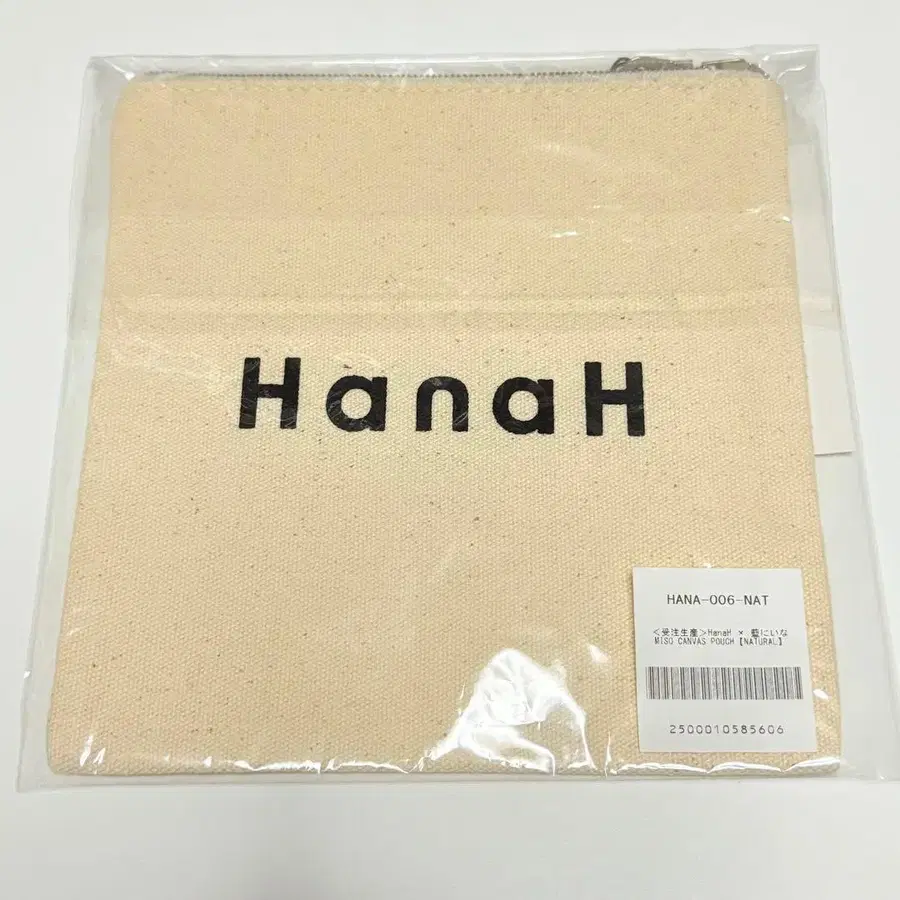 HanaH
HANA-006-NAT
＜受注生産＞HanaH × 藍にいな
MISO CANVAS POUCH【NATURAL】
2500010585606